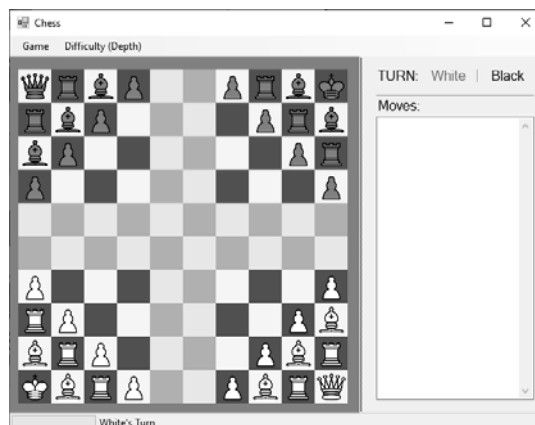 Chess
Game Difficulty (Depth)
TURN: White | Black
Moves:
White's Turn